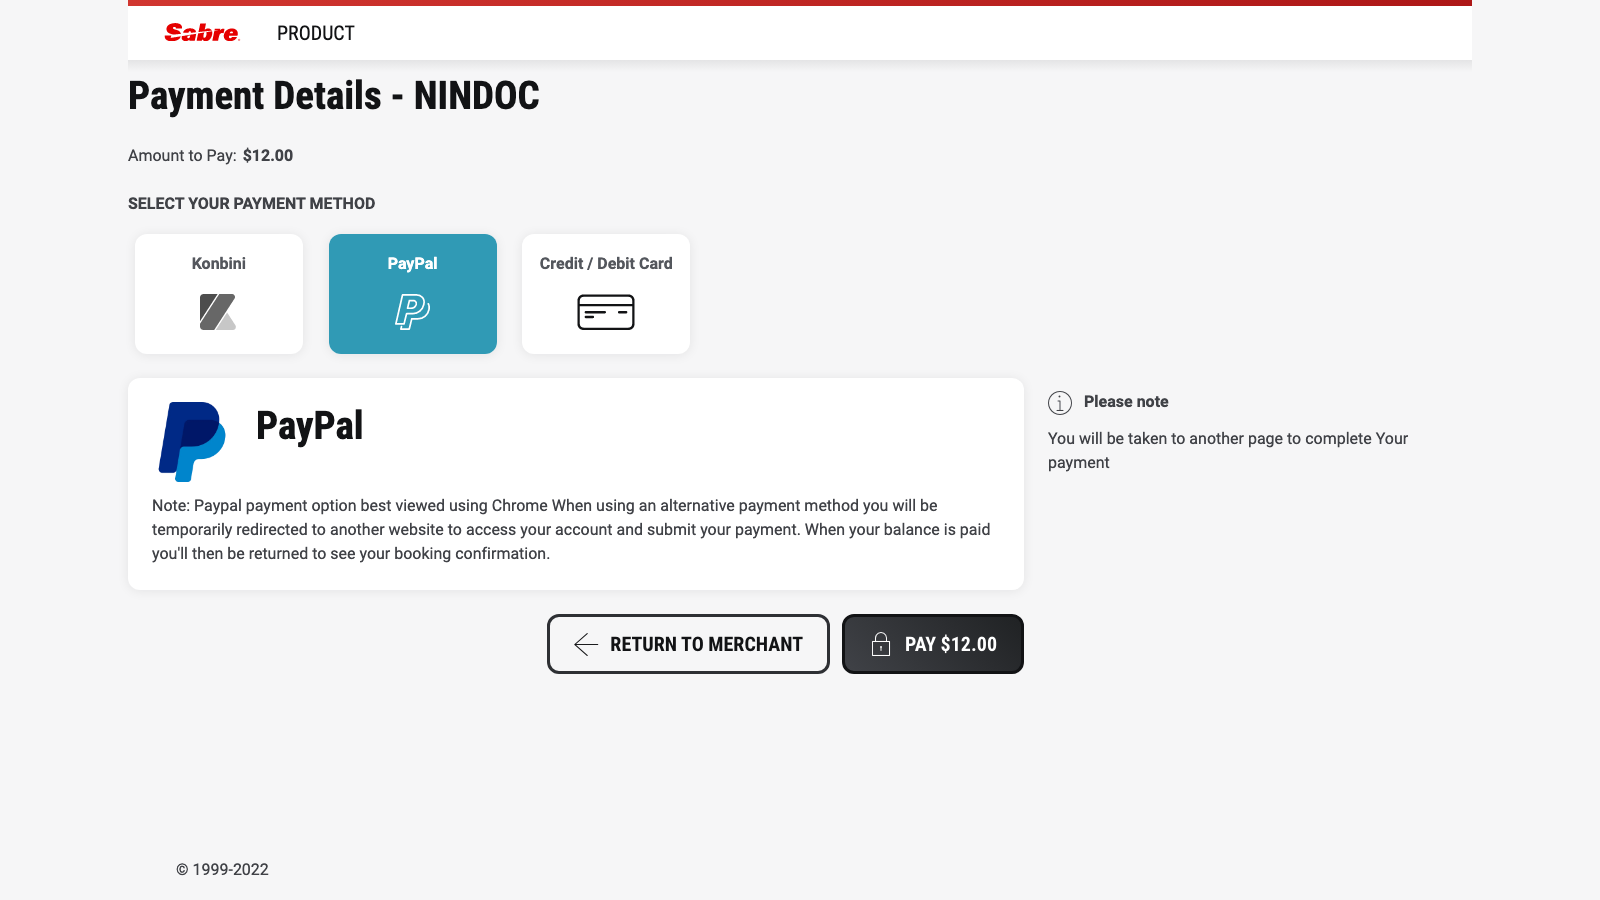 Sabre PRODUCT
Payment Details - NINDOC
Amount to Pay: $12.00
SELECT YOUR PAYMENT METHOD
Konbini
PayPal
Credit / Debit Card
PayPal
Note: Paypal payment option best viewed using Chrome When using an alternative payment method you will be
temporarily redirected to another website to access your account and submit your payment. When your balance is paid
you'll then be returned to see your booking confirmation.
Please note
You will be taken to another page to complete Your
payment
RETURN TO MERCHANT
PAY $12.00
© 1999-2022